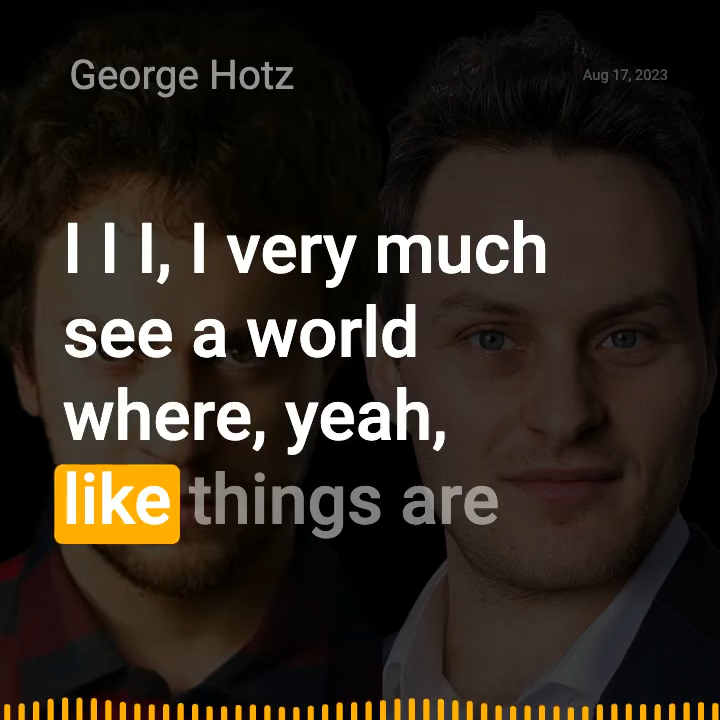 George Hotz
Aug 17, 2023
I I I, I very much
see a world
where, yeah,
like things are